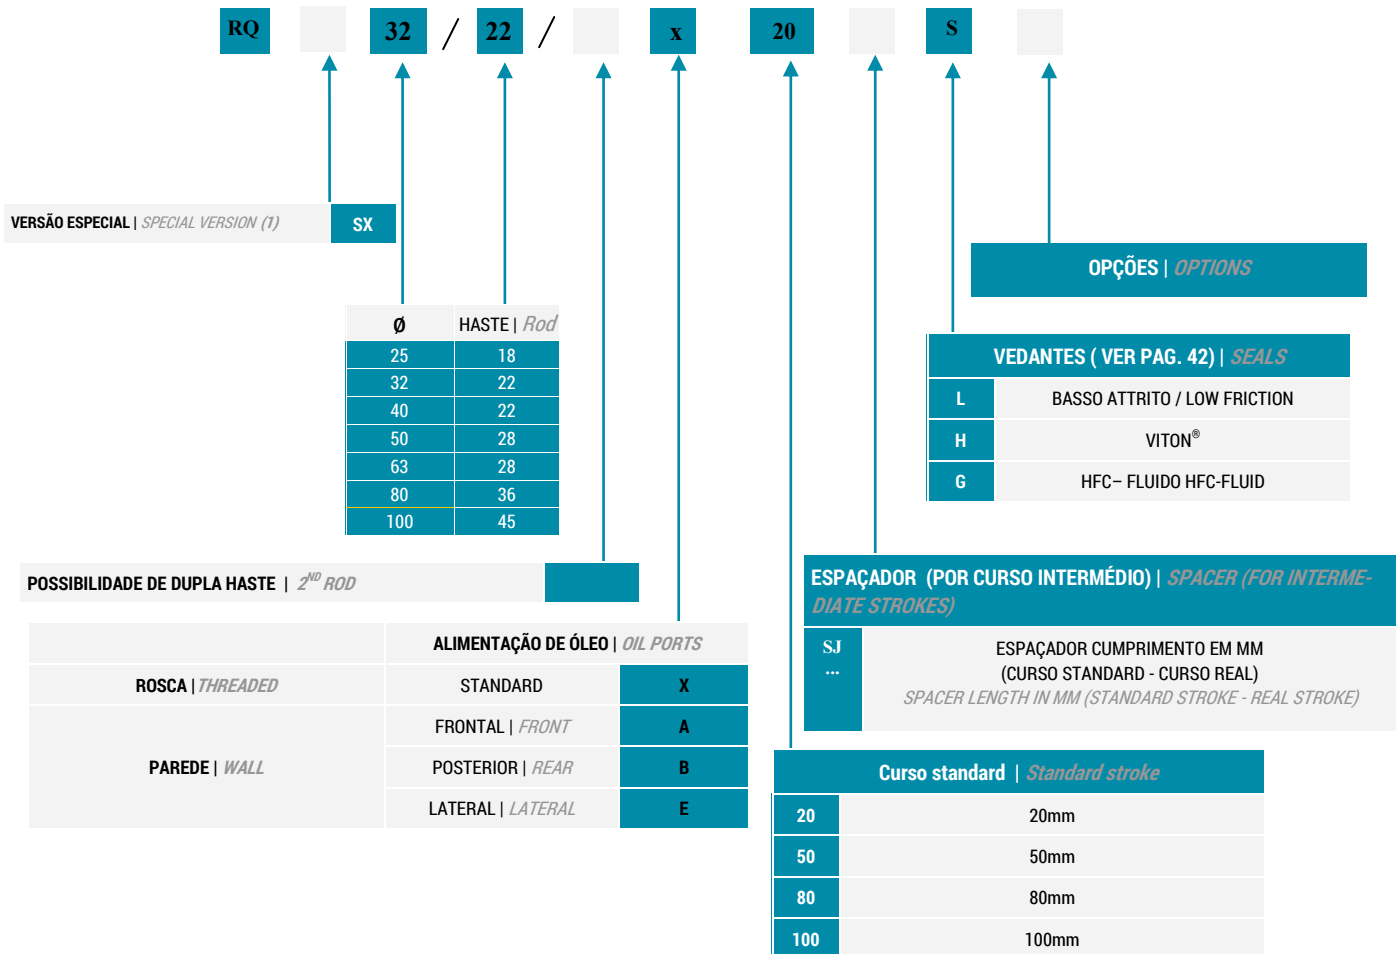 RQ 32 / 22 / x 20 S
VERSÃO ESPECIAL | SPECIAL VERSION (1) SX
OPÇÕES | OPTIONS
Ø HASTE | Rod
25 18
32 22
40 22
50 28
63 28
80 36
100 45
VEDANTES ( VER PAG. 42) | SEALS
L BASSO ATTRITO / LOW FRICTION
H VITON®
G HFC– FLUIDO HFC-FLUID
POSSIBILIDADE DE DUPLA HASTE | 2ND ROD
ESPAÇADOR (POR CURSO INTERMÉDIO) | SPACER (FOR INTERME-
DIATE STROKES)
SJ ESPAÇADOR CUMPRIMENTO EM MM
... (CURSO STANDARD - CURSO REAL)
SPACER LENGTH IN MM (STANDARD STROKE - REAL STROKE)
ALIMENTAÇÃO DE ÓLEO | OIL PORTS
ROSCA | THREADED STANDARD X
FRONTAL | FRONT A
PAREDE | WALL POSTERIOR | REAR B
LATERAL | LATERAL E
Curso standard | Standard stroke
20 20mm
50 50mm
80 80mm
100 100mm